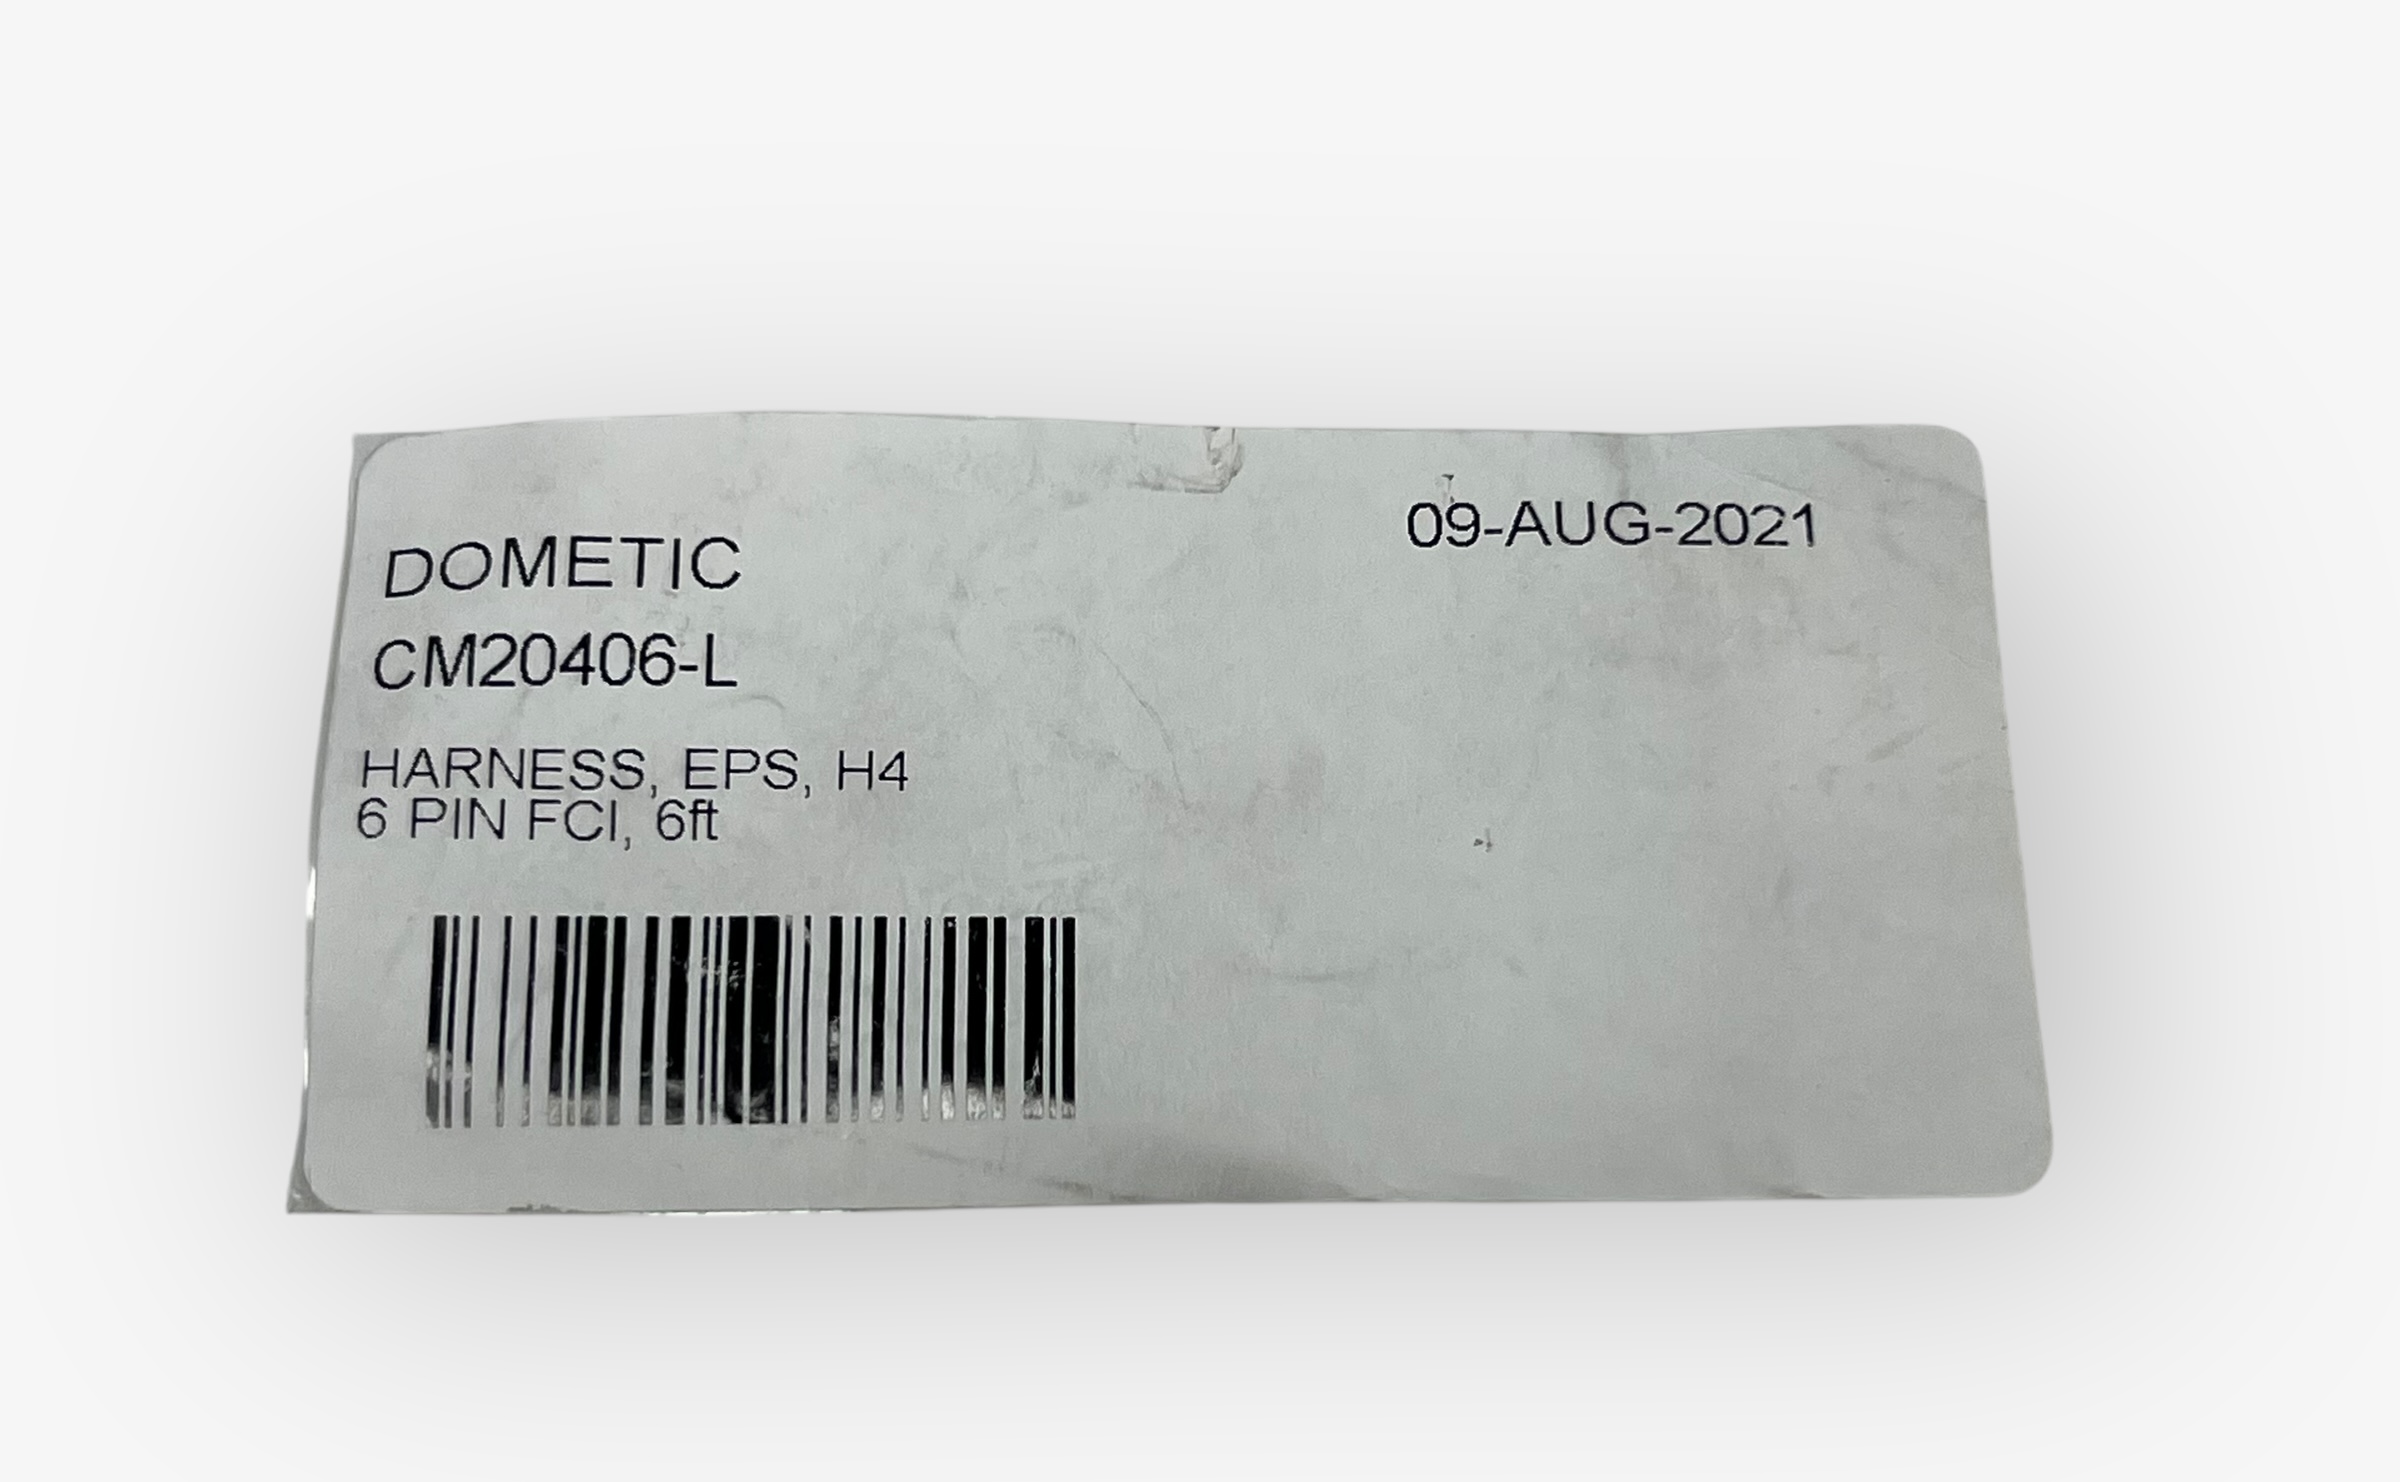 DOMETIC
09-AUG-2021
CM20406-L
HARNESS, EPS, H4
6 PIN FCI, 6ft